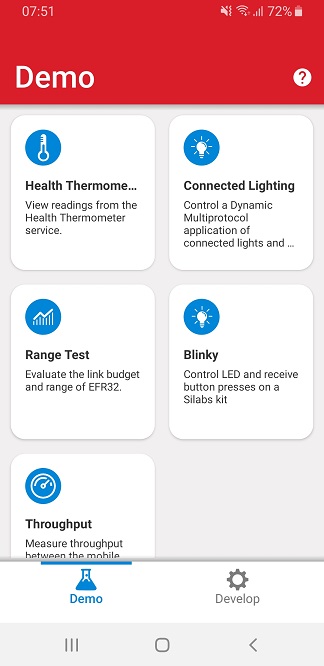 07:51
72%
Demo
?
Health Thermome...
View readings from the
Health Thermometer
service.
Connected Lighting
Control a Dynamic
Multiprotocol
application of
connected lights and ...
Range Test
Evaluate the link budget
and range of EFR32.
Blinky
Control LED and receive
button presses on a
Silabs kit
Throughput
Measure throughput
between the mobile
Demo
Develop